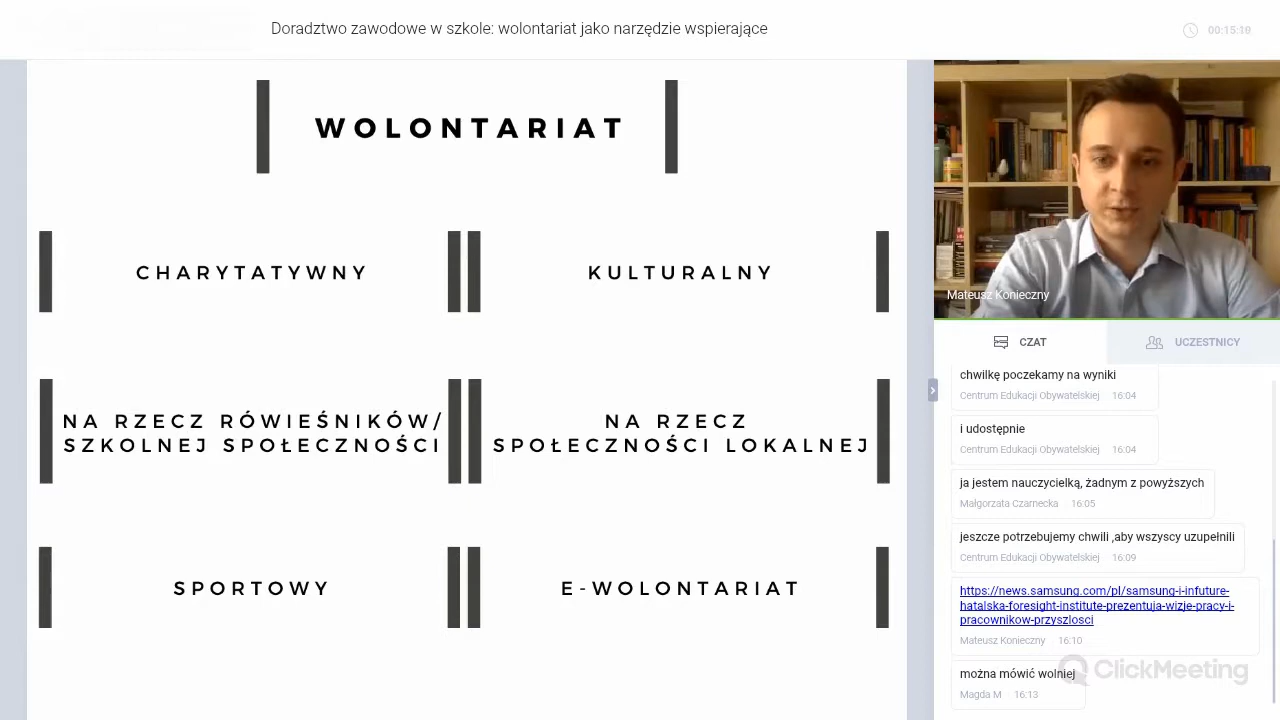 Doradztwo zawodowe w szkole: wolontariat jako narzędzie wspierające
00:15:19
WOLONTARIAT
CHARYTATYWNY
KULTURALNY
NA RZECZ RÓWIEŚNIKÓW/
SZKOLNEJ SPOŁECZNOŚCI
NA RZECZ
SPOŁECZNOŚCI LOKALNEJ
SPORTOWY
E-WOLONTARIAT
Mateusz Konieczny
CZAT
UCZESTNICY
chwilkę poczekamy na wyniki
Centrum Edukacji Obywatelskiej 16:04
i udostępnie
Centrum Edukacji Obywatelskiej 16:04
ja jestem nauczycielką, żadnym z powyższych
Małgorzata Czarnecka 16:05
jeszcze potrzebujemy chwili ,aby wszyscy uzupełnili
Centrum Edukacji Obywatelskiej 16:09
https://news.samsung.com/pl/samsung-i-infuture-
hatalska-foresight-institute-prezentuja-wizje-pracy-i-
pracownikow-przyszlosci
Mateusz Konieczny 16:10
można mówić wolniej
Magda M 16:13
ClickMeeting